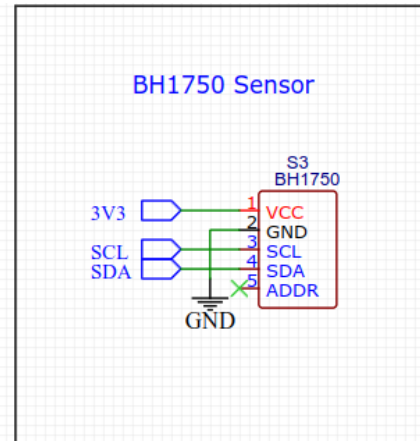 BH1750 Sensor
S3
BH1750
3V3 1 VCC
2 GND
SCL 3 SCL
SDA 4 SDA
5 ADDR
GND